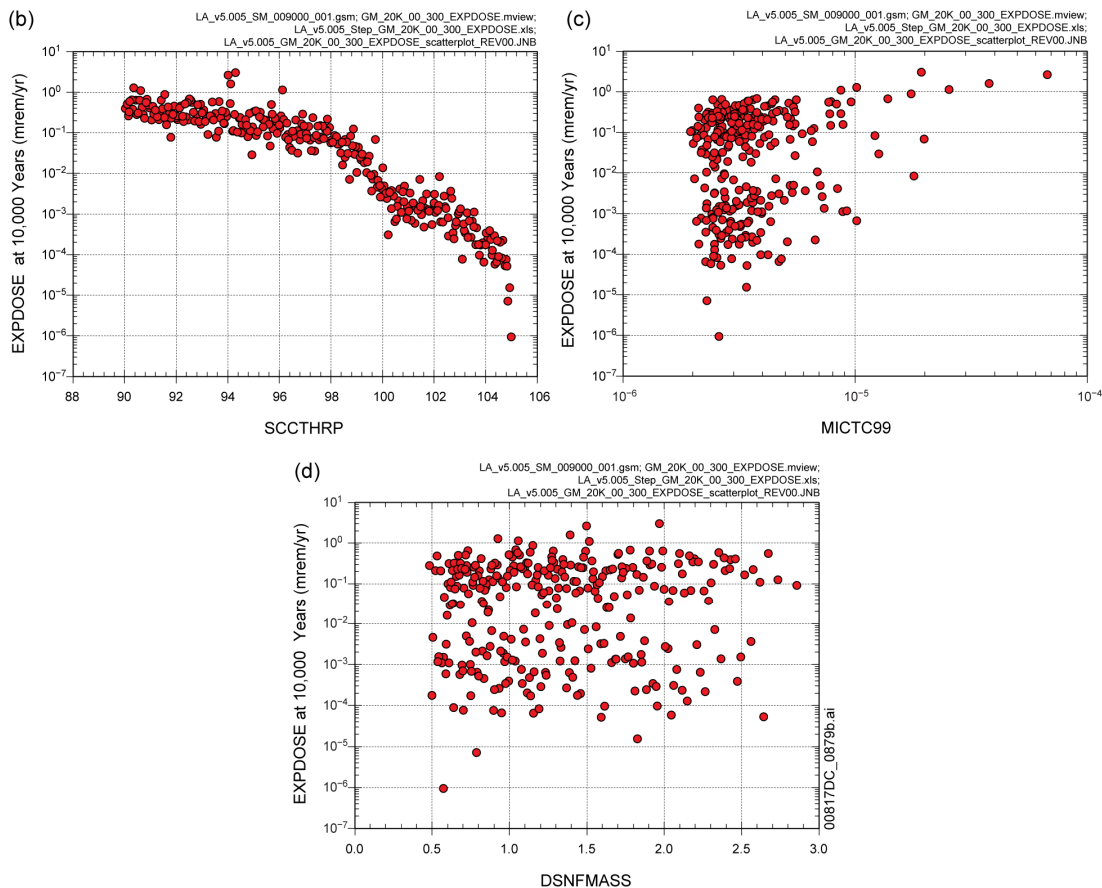 (b)
LA_v5.005_SM_009000_001.gsm; GM_20K_00_300_EXPDOSE.mview;
LA_v5.005_Step_GM_20K_00_300_EXPDOSE.xls;
LA_v5.005_GM_20K_00_300_EXPDOSE_scatterplot_REV00.JNB
EXPDOSE at 10,000 Years (mrem/yr)
10¹
10⁰
10⁻¹
10⁻²
10⁻³
10⁻⁴
10⁻⁵
10⁻⁶
10⁻⁷
88 90 92 94 96 98 100 102 104 106
SCCTHRP
(c)
LA_v5.005_SM_009000_001.gsm; GM_20K_00_300_EXPDOSE.mview;
LA_v5.005_Step_GM_20K_00_300_EXPDOSE.xls;
LA_v5.005_GM_20K_00_300_EXPDOSE_scatterplot_REV00.JNB
EXPDOSE at 10,000 Years (mrem/yr)
10¹
10⁰
10⁻¹
10⁻²
10⁻³
10⁻⁴
10⁻⁵
10⁻⁶
10⁻⁷
10⁻⁶ 10⁻⁵ 10⁻⁴
MICTC99
(d)
LA_v5.005_SM_009000_001.gsm; GM_20K_00_300_EXPDOSE.mview;
LA_v5.005_Step_GM_20K_00_300_EXPDOSE.xls;
LA_v5.005_GM_20K_00_300_EXPDOSE_scatterplot_REV00.JNB
EXPDOSE at 10,000 Years (mrem/yr)
10¹
10⁰
10⁻¹
10⁻²
10⁻³
10⁻⁴
10⁻⁵
10⁻⁶
10⁻⁷
0.0 0.5 1.0 1.5 2.0 2.5 3.0
DSNFMASS
00817DC_0879b.ai